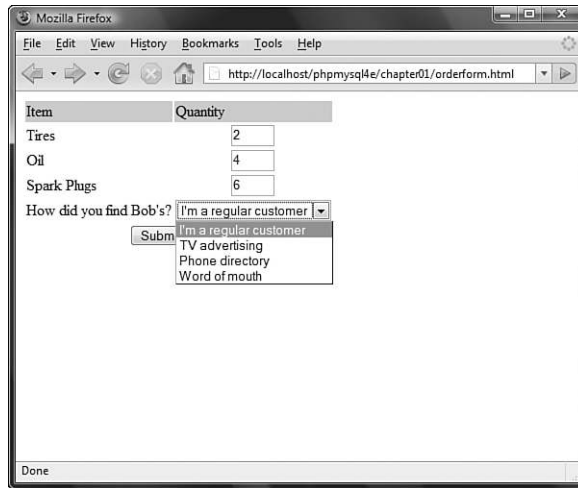 Mozilla Firefox
File Edit View History Bookmarks Tools Help
http://localhost/phpmysql4e/chapter01/orderform.html
Item Quantity
Tires 2
Oil 4
Spark Plugs 6
How did you find Bob's? I'm a regular customer
I'm a regular customer
Subm
TV advertising
Phone directory
Word of mouth
Done